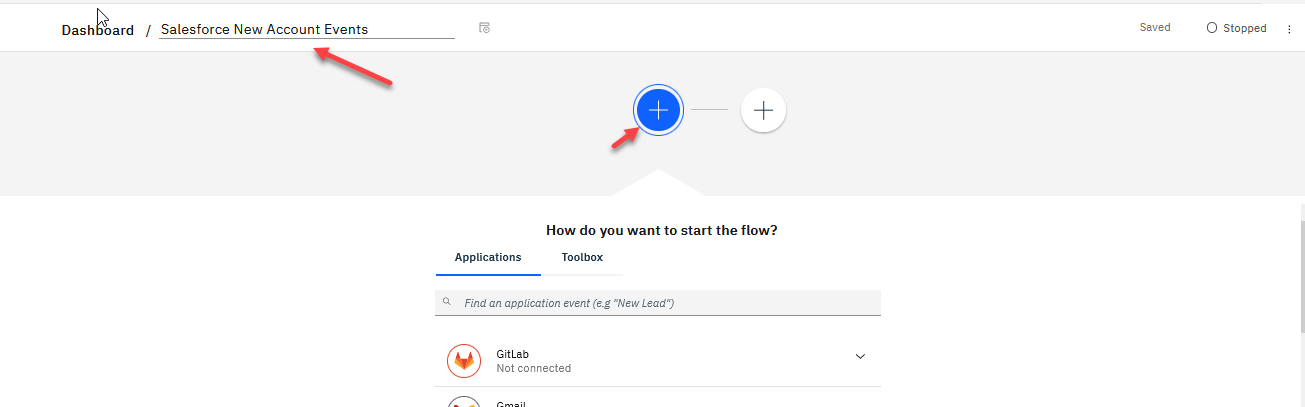 Dashboard / Salesforce New Account Events
Saved
Stopped
How do you want to start the flow?
Applications
Toolbox
Find an application event (e.g "New Lead")
GitLab
Not connected
Gmail